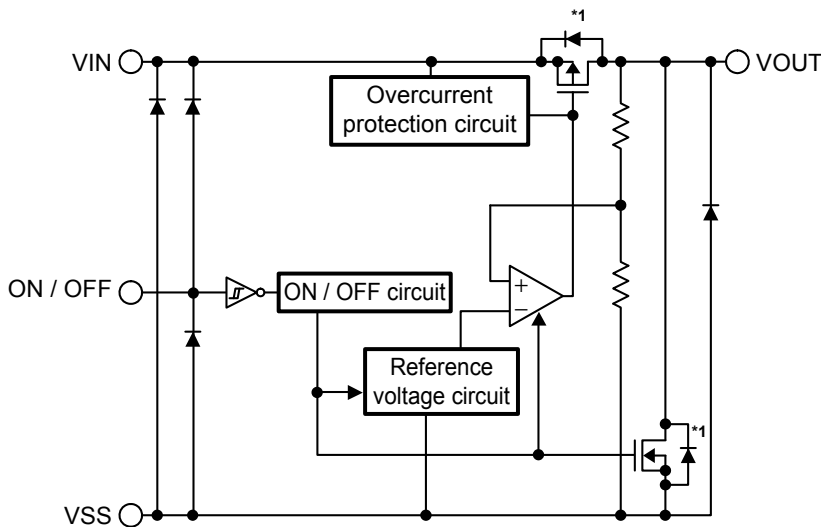 *1
VIN
VOUT
Overcurrent
protection circuit
ON / OFF
ON / OFF circuit
+
−
Reference
voltage circuit
*1
VSS